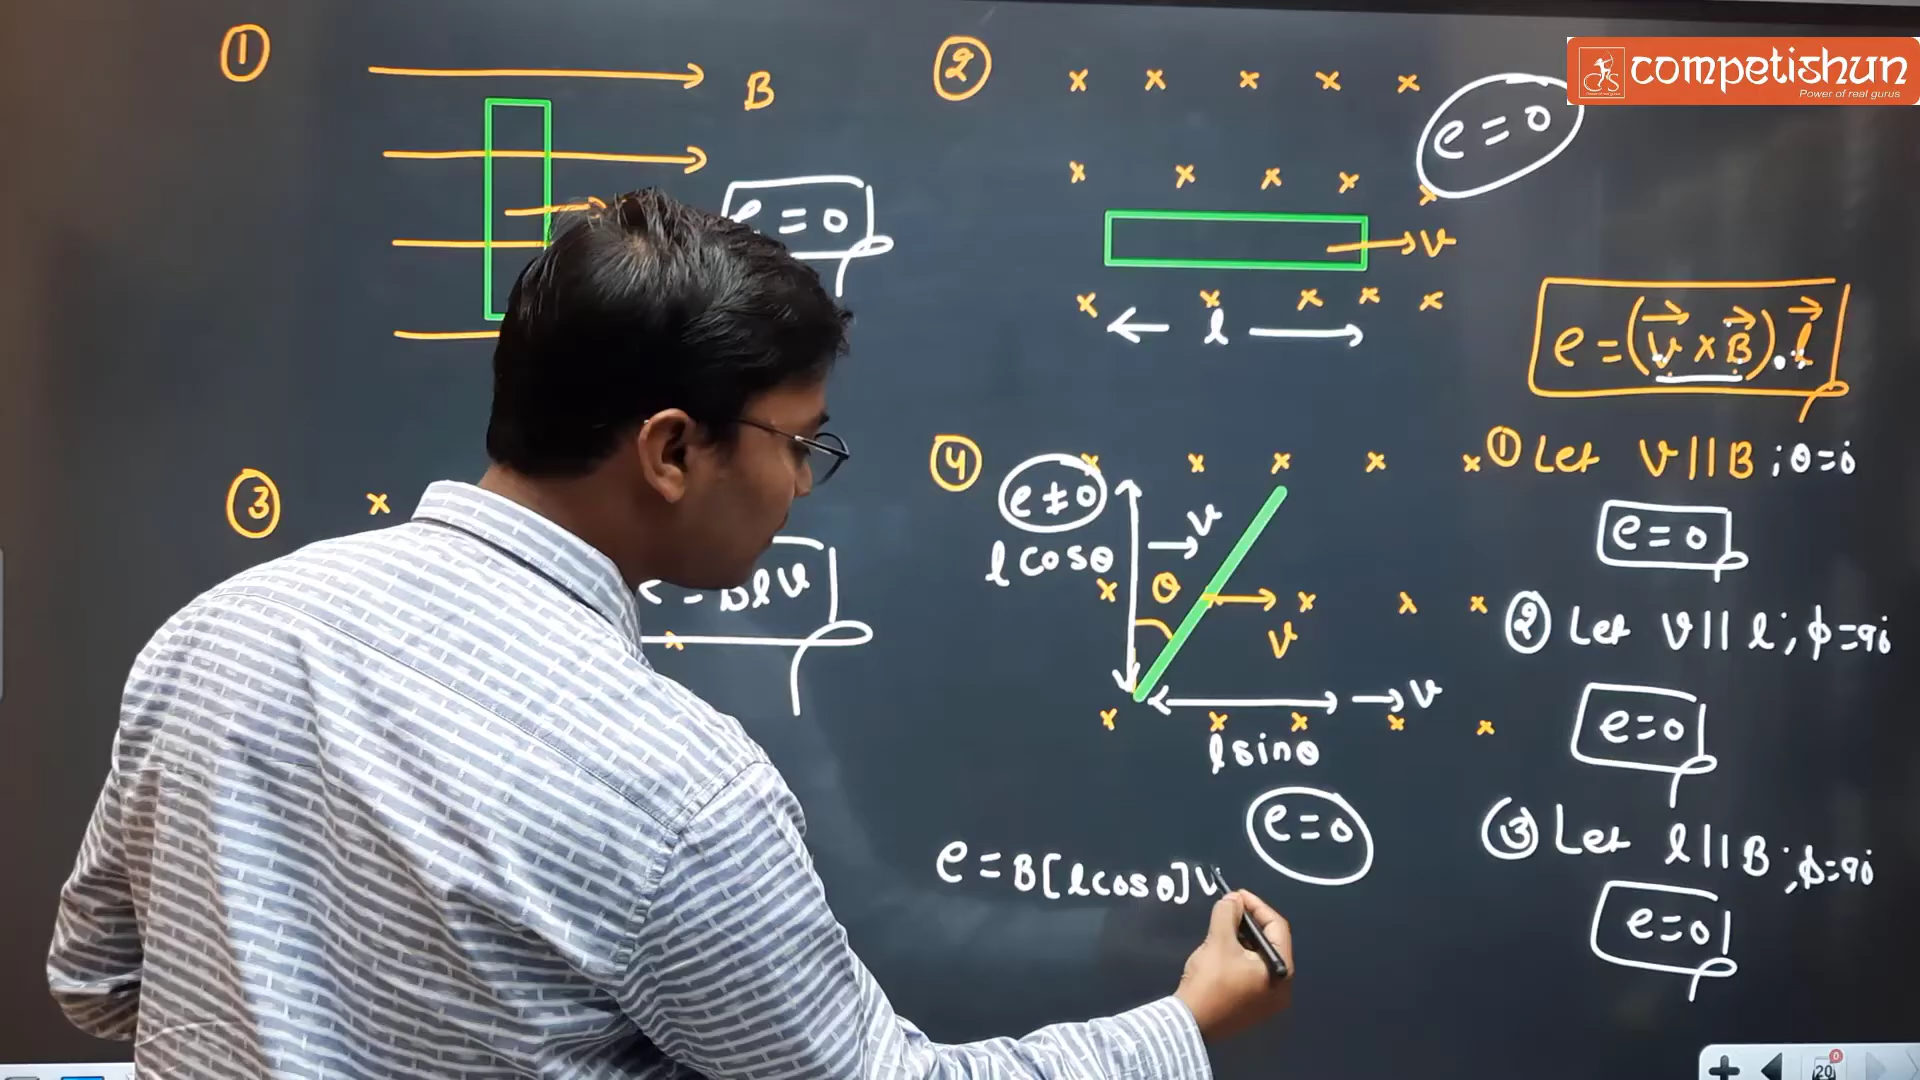 competishun
Power of real gurus
①
B
= 0
②
e = 0
v
l
e = (v × B) . l
① Let v || B ; θ = 0
e = 0
② Let v || l ; φ = 90
e = 0
③ Let l || B ; φ = 90
e = 0
③
l v
④
e ≠ 0
v
l cosθ
θ
v
v
l sinθ
e = 0
e = B [l cosθ] v
20